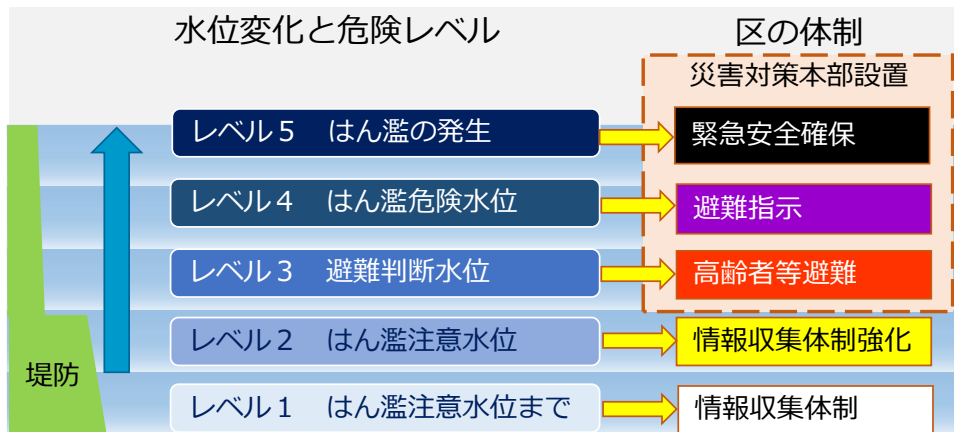 水位変化と危険レベル
区の体制
災害対策本部設置
レベル５　はん濫の発生
緊急安全確保
レベル４　はん濫危険水位
避難指示
レベル３　避難判断水位
高齢者等避難
レベル２　はん濫注意水位
情報収集体制強化
堤防
レベル１　はん濫注意水位まで
情報収集体制